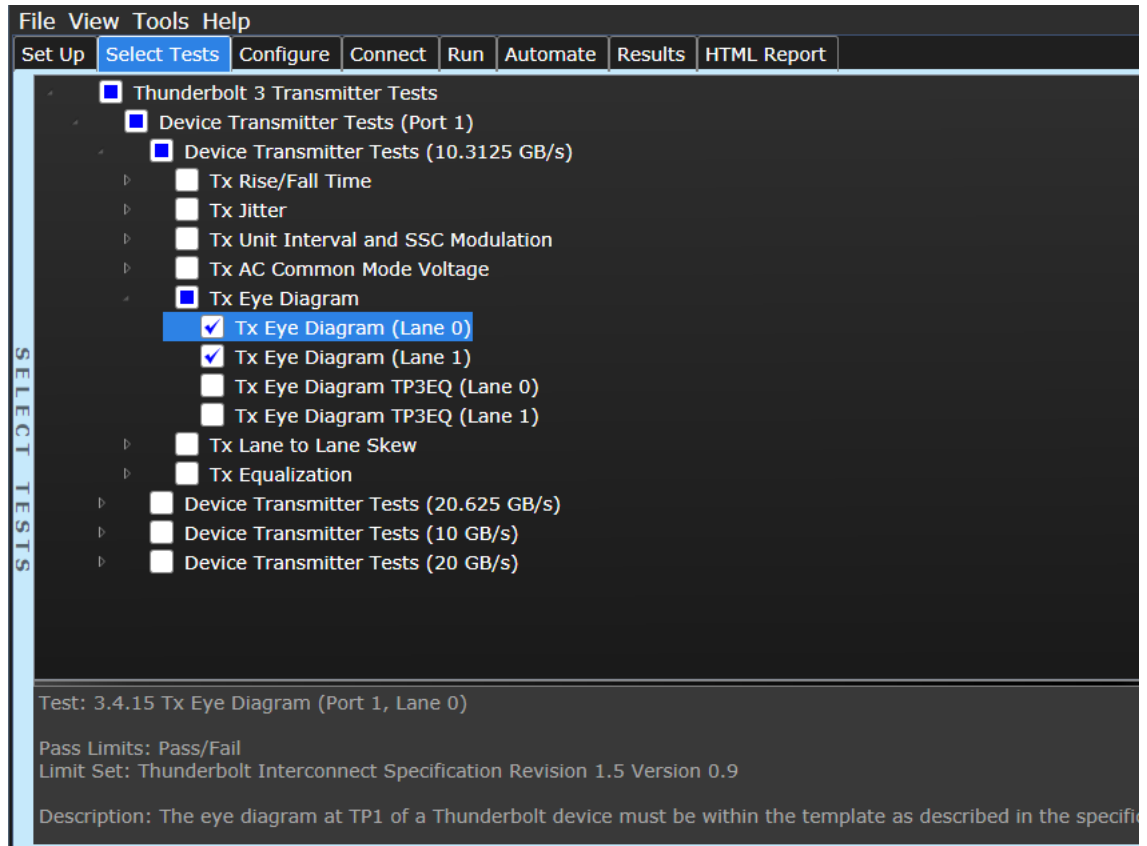 File View Tools Help
Set Up Select Tests Configure Connect Run Automate Results HTML Report
Thunderbolt 3 Transmitter Tests
Device Transmitter Tests (Port 1)
Device Transmitter Tests (10.3125 GB/s)
Tx Rise/Fall Time
Tx Jitter
Tx Unit Interval and SSC Modulation
Tx AC Common Mode Voltage
Tx Eye Diagram
Tx Eye Diagram (Lane 0)
Tx Eye Diagram (Lane 1)
Tx Eye Diagram TP3EQ (Lane 0)
Tx Eye Diagram TP3EQ (Lane 1)
Tx Lane to Lane Skew
Tx Equalization
Device Transmitter Tests (20.625 GB/s)
Device Transmitter Tests (10 GB/s)
Device Transmitter Tests (20 GB/s)
SELECT TESTS
Test: 3.4.15 Tx Eye Diagram (Port 1, Lane 0)
Pass Limits: Pass/Fail
Limit Set: Thunderbolt Interconnect Specification Revision 1.5 Version 0.9
Description: The eye diagram at TP1 of a Thunderbolt device must be within the template as described in the